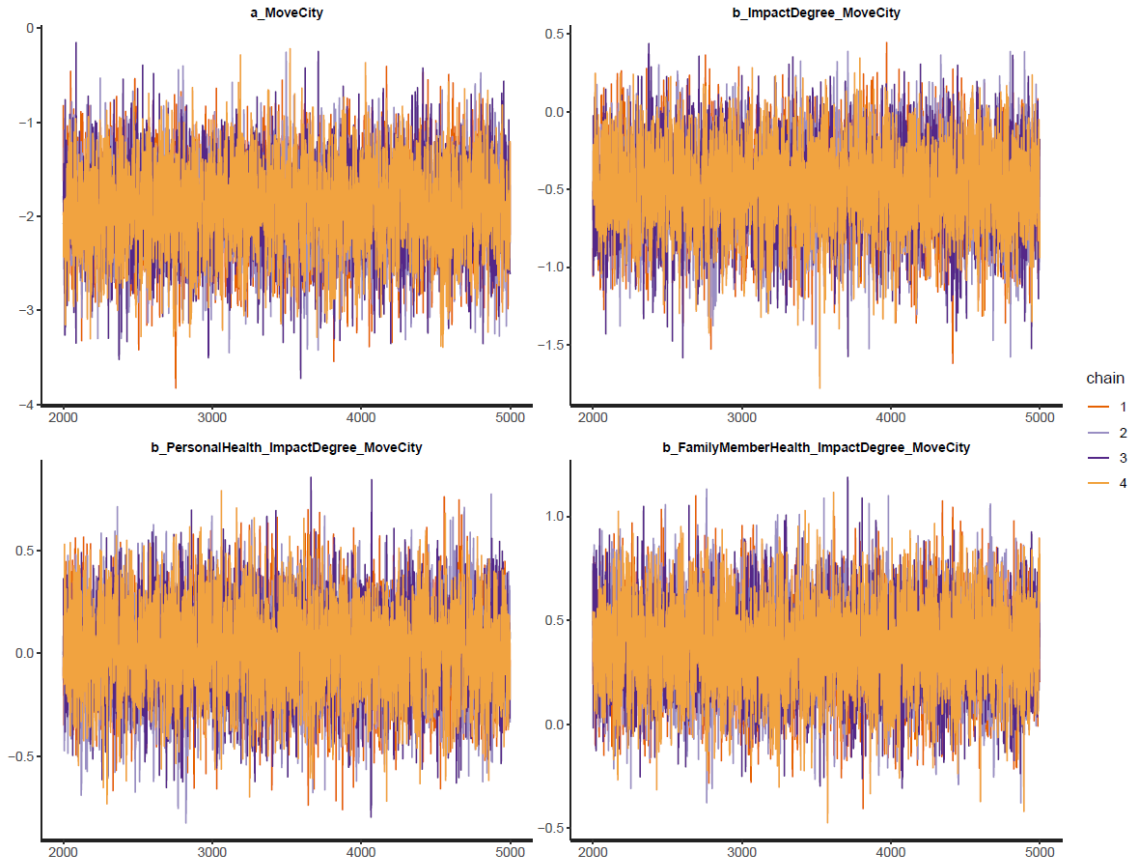 a_MoveCity
b_ImpactDegree_MoveCity
0
−1
−2
−3
−4
2000 3000 4000 5000
0.5
0.0
−0.5
−1.0
−1.5
2000 3000 4000 5000
b_PersonalHealth_ImpactDegree_MoveCity
b_FamilyMemberHealth_ImpactDegree_MoveCity
0.5
0.0
−0.5
2000 3000 4000 5000
1.0
0.5
0.0
−0.5
2000 3000 4000 5000
chain
1
2
3
4